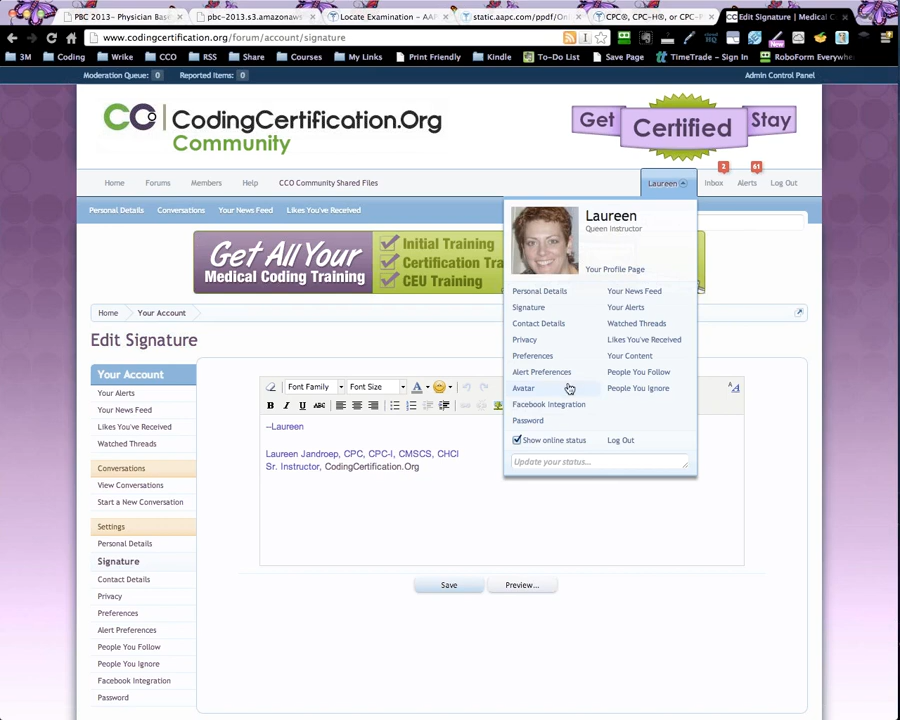 PBC 2013- Physician Base
pbc-2013.s3.amazonaws
Locate Examination – AA
static.aapc.com/ppdf/On
CPC®, CPC-H®, or CPC-
Edit Signature | Medical C
www.codingcertification.org/forum/account/signature
3M Coding Wrike CCO RSS Share Courses My Links Print Friendly Kindle To-Do List Save Page TimeTrade – Sign In RoboForm Everywhe
Moderation Queue: 0 Reported Items: 0 Admin Control Panel
CodingCertification.Org
Community
Get Certified Stay
Home Forums Members Help CCO Community Shared Files Laureen Inbox 2 Alerts 61 Log Out
Personal Details Conversations Your News Feed Likes You've Received
Get All Your
Medical Coding Training
Initial Training
Certification Tra
CEU Training
Laureen
Queen Instructor
Your Profile Page
Personal Details Your News Feed
Signature Your Alerts
Contact Details Watched Threads
Privacy Likes You've Received
Preferences Your Content
Alert Preferences People You Follow
Avatar People You Ignore
Facebook Integration
Password
Show online status Log Out
Update your status...
Home Your Account
Edit Signature
Your Account
Your Alerts
Your News Feed
Likes You've Received
Watched Threads
Conversations
View Conversations
Start a New Conversation
Settings
Personal Details
Signature
Contact Details
Privacy
Preferences
Alert Preferences
People You Follow
People You Ignore
Facebook Integration
Password
Font Family Font Size
B I U ABC
--Laureen
Laureen Jandroep, CPC, CPC-I, CMSCS, CHCI
Sr. Instructor, CodingCertification.Org
Save Preview...